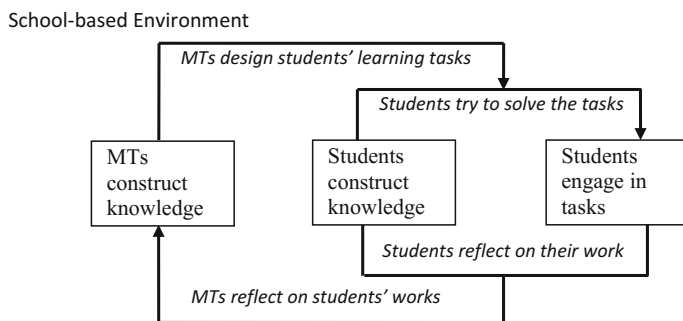 School-based Environment
MTs design students’ learning tasks
Students try to solve the tasks
MTs
construct
knowledge
Students
construct
knowledge
Students
engage in
tasks
Students reflect on their work
MTs reflect on students’ works